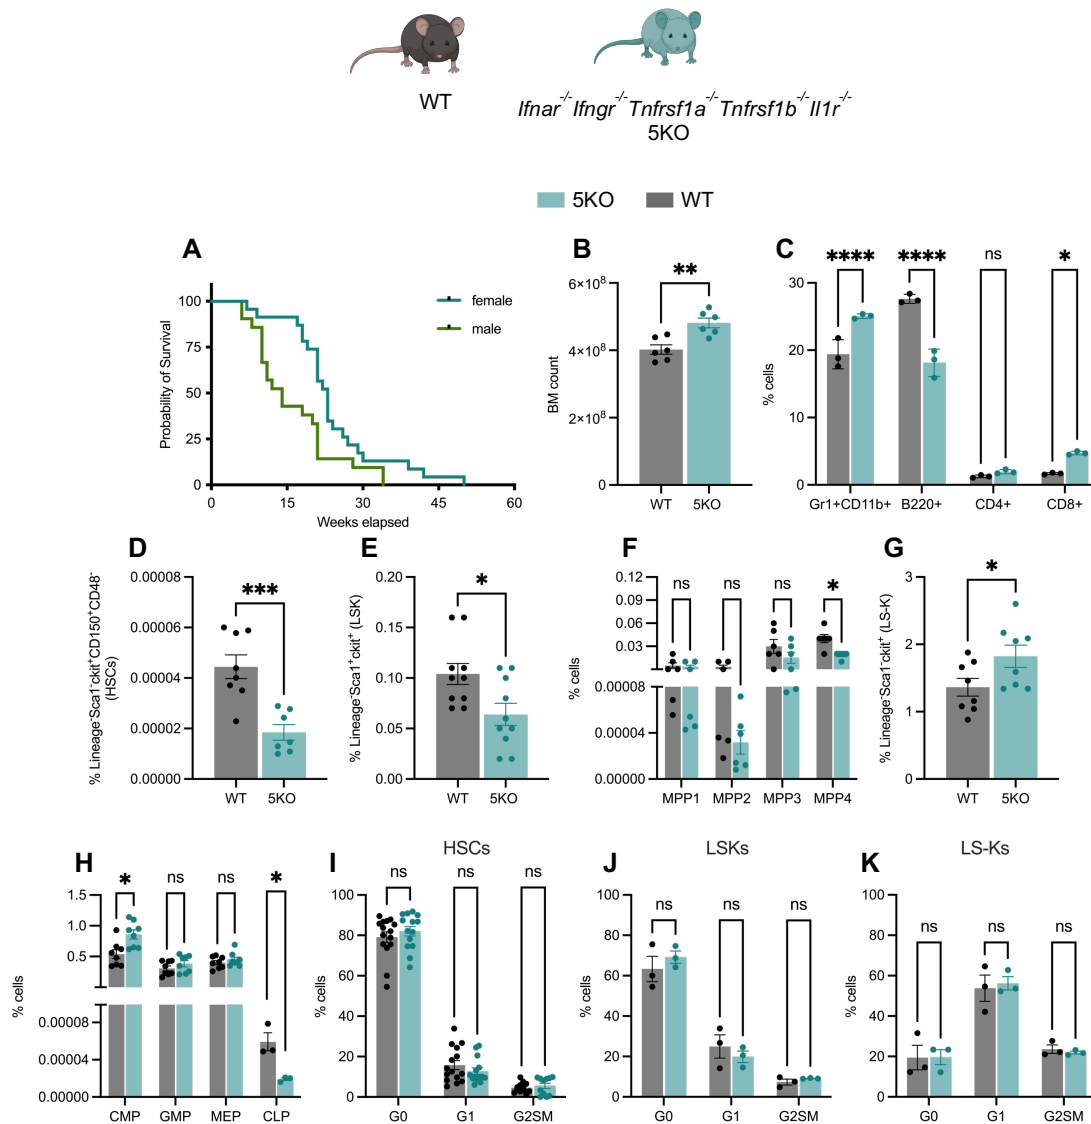 WT
Ifnar-/-Ifngr-/-Tnfrsf1a-/-Tnfrsf1b-/-Il1r-/-
5KO
5KO
WT
A
Probability of Survival
100
75
50
25
0
0
15
30
45
60
Weeks elapsed
female
male
B
**
BM count
6×10⁸
4×10⁸
2×10⁸
0
WT
5KO
C
****
****
ns
*
% cells
30
20
10
0
Gr1+CD11b+
B220+
CD4+
CD8+
D
***
% Lineage⁻Sca1⁻ckit⁺CD150⁺CD48⁻
(HSCs)
0.00008
0.00006
0.00004
0.00002
0.00000
WT
5KO
E
*
% Lineage⁻Sca1⁺ckit⁺ (LSK)
0.20
0.15
0.10
0.05
0.00
WT
5KO
F
ns
ns
ns
*
% cells
0.12
0.09
0.06
0.03
0.00008
0.00004
0.00000
MPP1
MPP2
MPP3
MPP4
G
*
% Lineage⁻Sca1⁻ckit⁺ (LS-K)
3
2
1
0
WT
5KO
H
*
ns
ns
*
% cells
1.5
1.0
0.5
0.00008
0.00004
0.00000
CMP
GMP
MEP
CLP
I
HSCs
ns
ns
ns
% cells
100
80
60
40
20
0
G0
G1
G2SM
J
LSKs
ns
ns
ns
% cells
100
80
60
40
20
0
G0
G1
G2SM
K
LS-Ks
ns
ns
ns
% cells
100
80
60
40
20
0
G0
G1
G2SM